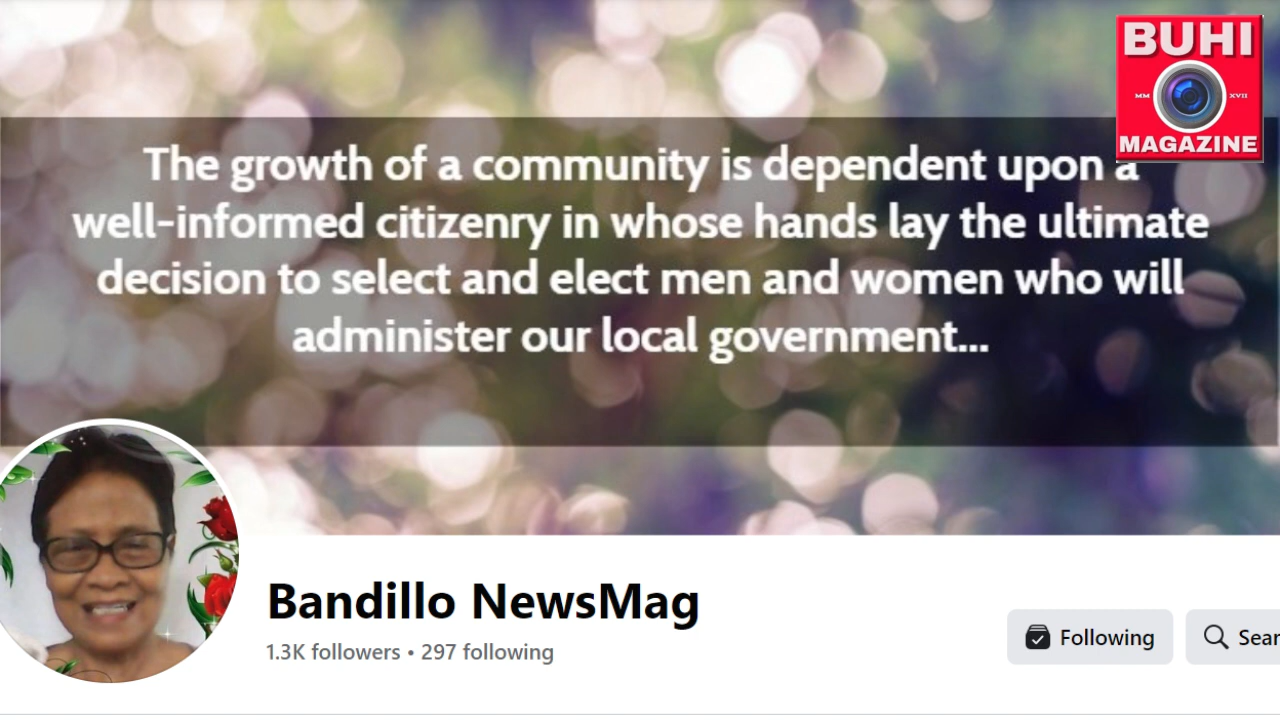 BUHI
MM XVII
MAGAZINE
The growth of a community is dependent upon a
well-informed citizenry in whose hands lay the ultimate
decision to select and elect men and women who will
administer our local government...
Bandillo NewsMag
1.3K followers • 297 following
Following
Sear